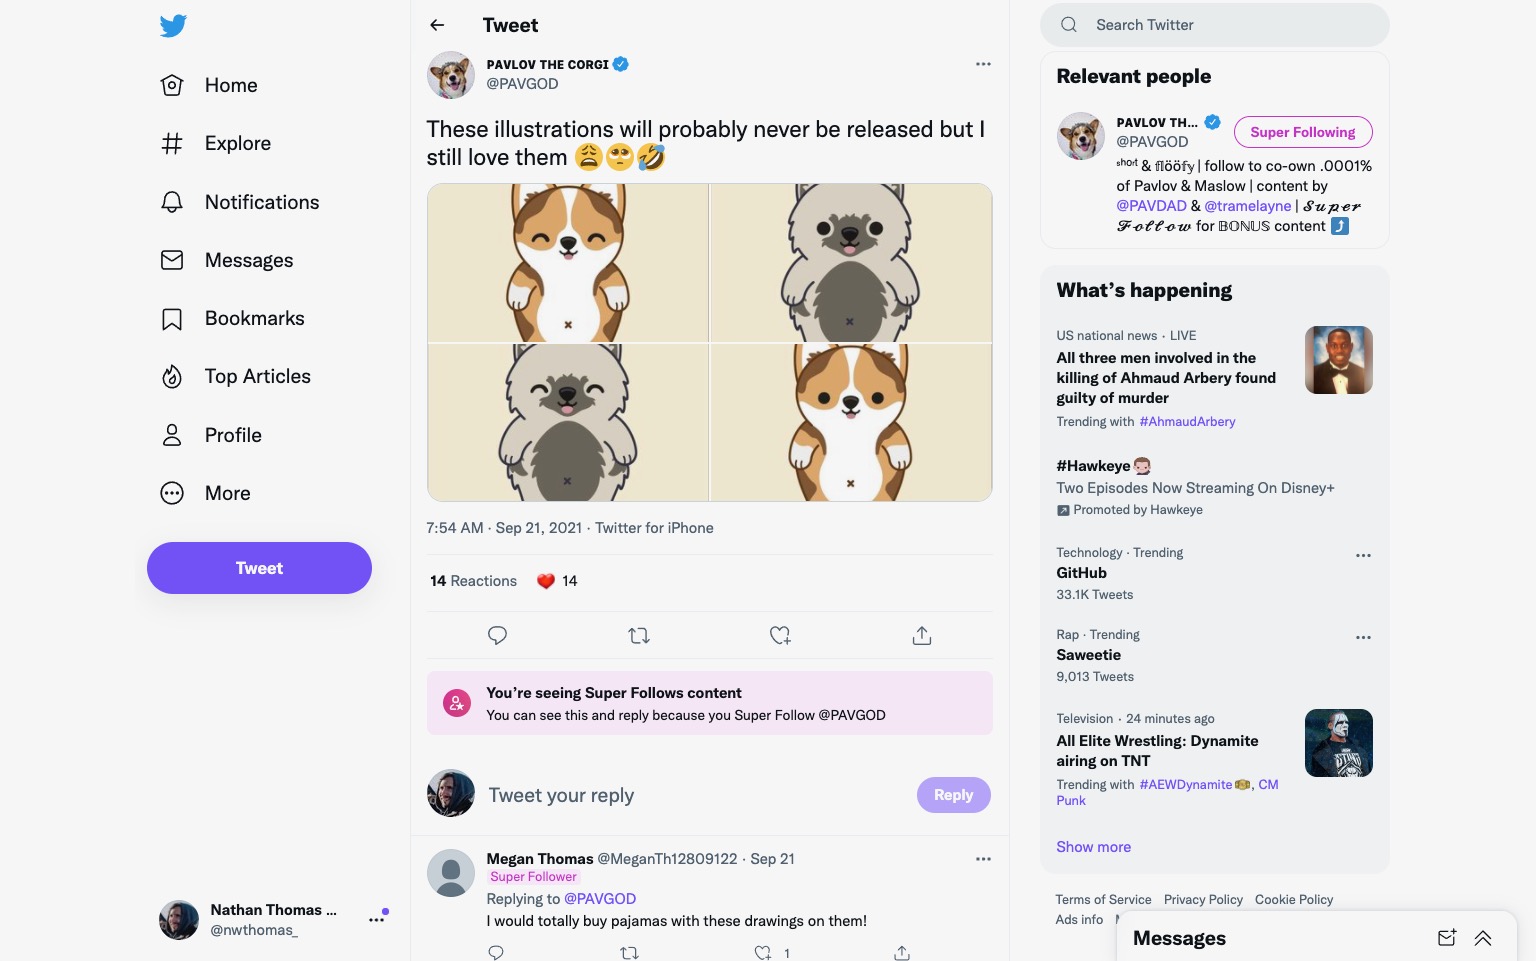 Home
Explore
Notifications
Messages
Bookmarks
Top Articles
Profile
More
Tweet
Nathan Thomas ...
@nwthomas_
Tweet
PAVLOV THE CORGI
@PAVGOD
These illustrations will probably never be released but I
still love them 😩🥺🤣
7:54 AM · Sep 21, 2021 · Twitter for iPhone
14 Reactions ❤️ 14
You’re seeing Super Follows content
You can see this and reply because you Super Follow @PAVGOD
Tweet your reply
Reply
Megan Thomas @MeganTh12809122 · Sep 21
Super Follower
Replying to @PAVGOD
I would totally buy pajamas with these drawings on them!
1
Search Twitter
Relevant people
PAVLOV TH...
@PAVGOD
Super Following
ˢʰᵒʳᵗ & 𝕗𝕝öö𝕗𝕪 | follow to co-own .0001%
of Pavlov & Maslow | content by
@PAVDAD & @tramelayne | 𝓢𝓾𝓹𝓮𝓻
𝓕𝓸𝓵𝓵𝓸𝔀 for 𝔹𝕆ℕ𝕌𝕊 content ⤴️
What’s happening
US national news · LIVE
All three men involved in the
killing of Ahmaud Arbery found
guilty of murder
Trending with #AhmaudArbery
#Hawkeye
Two Episodes Now Streaming On Disney+
Promoted by Hawkeye
Technology · Trending
GitHub
33.1K Tweets
Rap · Trending
Saweetie
9,013 Tweets
Television · 24 minutes ago
All Elite Wrestling: Dynamite
airing on TNT
Trending with #AEWDynamite, CM
Punk
Show more
Terms of Service Privacy Policy Cookie Policy
Ads info
Messages